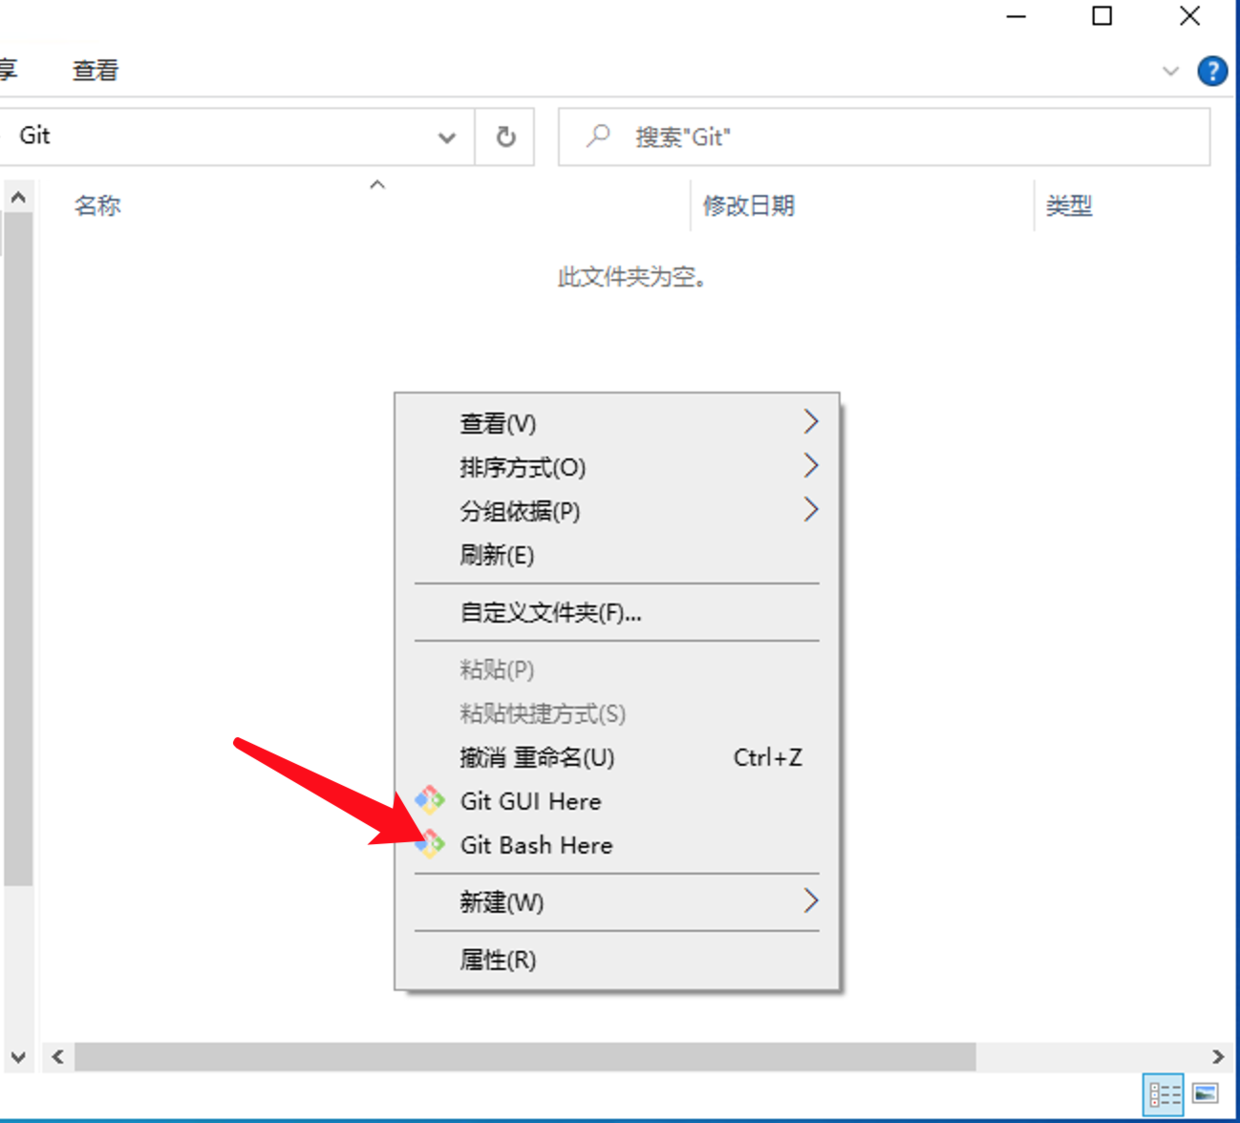 享 查看
Git
搜索"Git"
名称 修改日期 类型
此文件夹为空。
查看(V)
排序方式(O)
分组依据(P)
刷新(E)
自定义文件夹(F)...
粘贴(P)
粘贴快捷方式(S)
撤消 重命名(U) Ctrl+Z
Git GUI Here
Git Bash Here
新建(W)
属性(R)